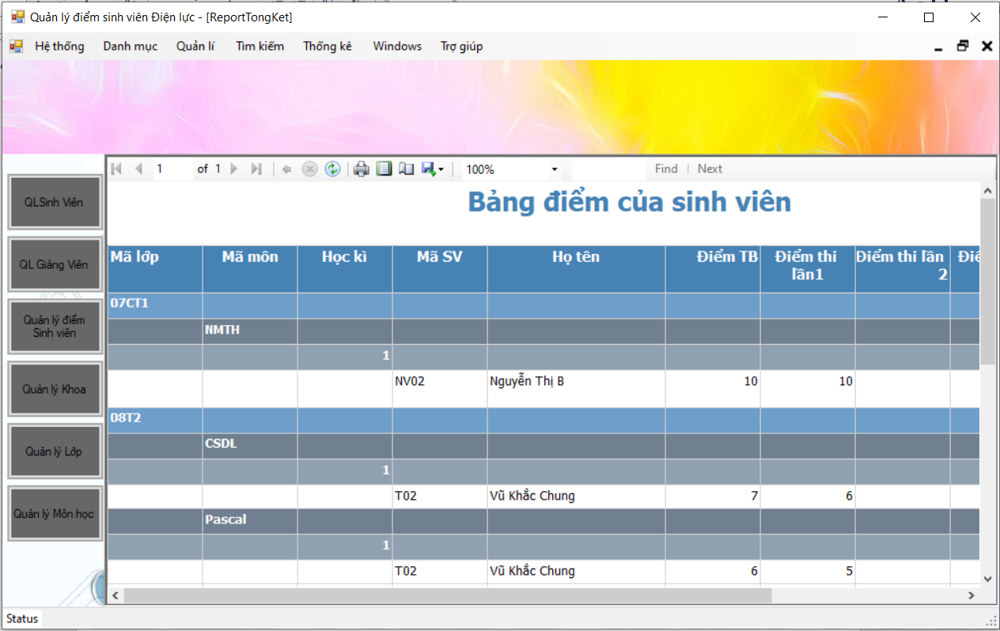 Quản lý điểm sinh viên Điện lực - [ReportTongKet]
Hệ thống Danh mục Quản lí Tìm kiếm Thống kê Windows Trợ giúp
1 of 1 100% Find | Next
QLSinh Viên
QL Giảng Viên
Quản lý điểm
Sinh viên
Quản lý Khoa
Quản lý Lớp
Quản lý Môn học
Bảng điểm của sinh viên
Mã lớp Mã môn Học kì Mã SV Họ tên Điểm TB Điểm thi Điểm thi lần
lần1 2
07CT1
NMTH
1
NV02 Nguyễn Thị B 10 10
08T2
CSDL
1
T02 Vũ Khắc Chung 7 6
Pascal
1
T02 Vũ Khắc Chung 6 5
Status